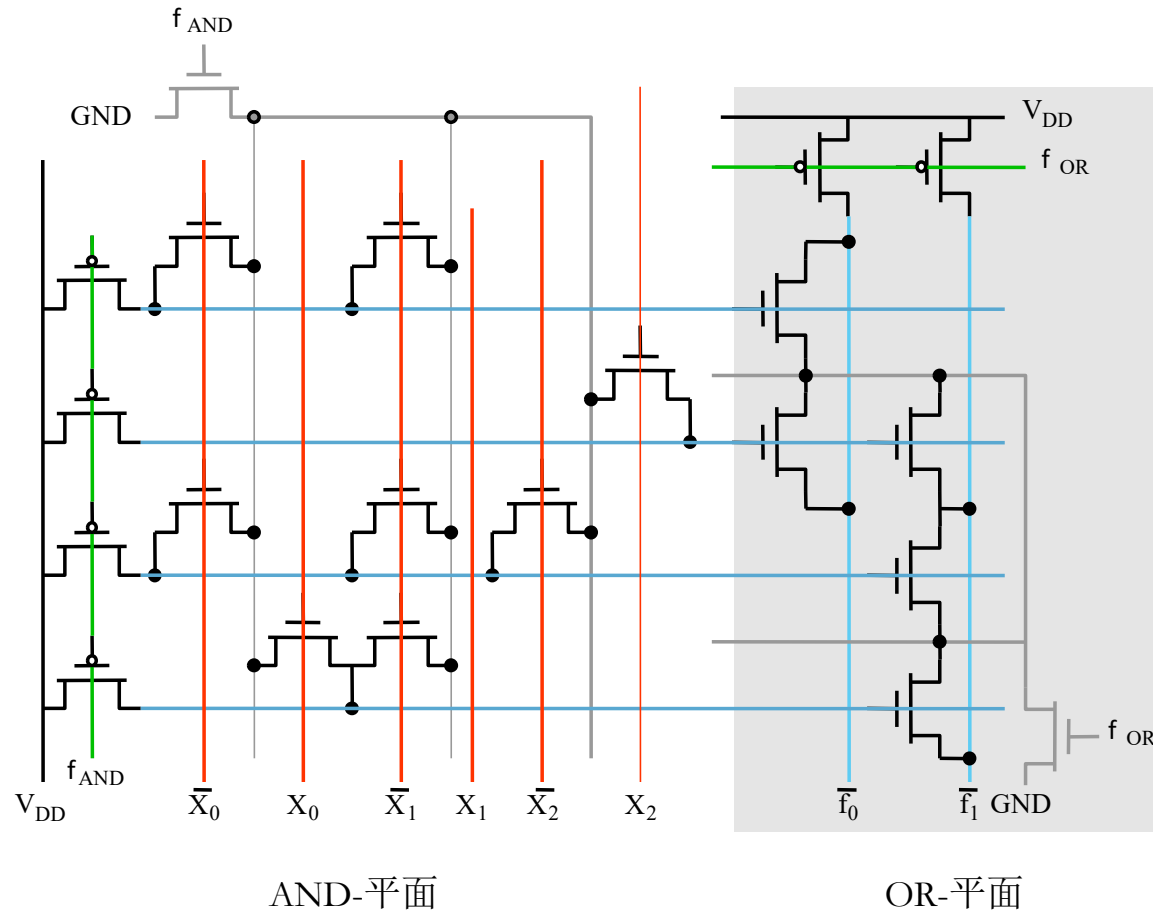 f AND
GND
V DD
f OR
f AND
V DD
X̅0
X0
X̅1
X1
X̅2
X2
f̅0
f̅1
GND
f OR
AND-平面
OR-平面